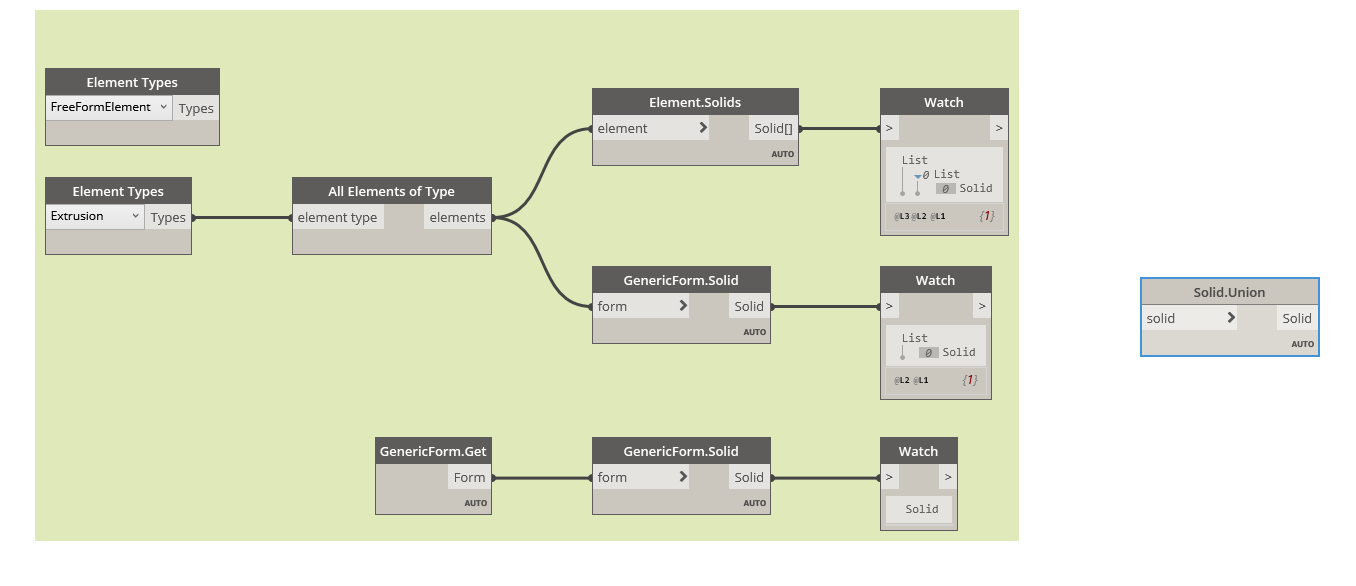 Element Types
FreeFormElement Types
Element Types
Extrusion Types
All Elements of Type
element type elements
Element.Solids
element > Solid[]
AUTO
Watch
> >
List
0 List
0 Solid
@L3 @L2 @L1 {1}
GenericForm.Solid
form > Solid
AUTO
Watch
> >
List
0 Solid
@L2 @L1 {1}
GenericForm.Get
Form
AUTO
GenericForm.Solid
form > Solid
AUTO
Watch
> >
Solid
Solid.Union
solid > Solid
AUTO